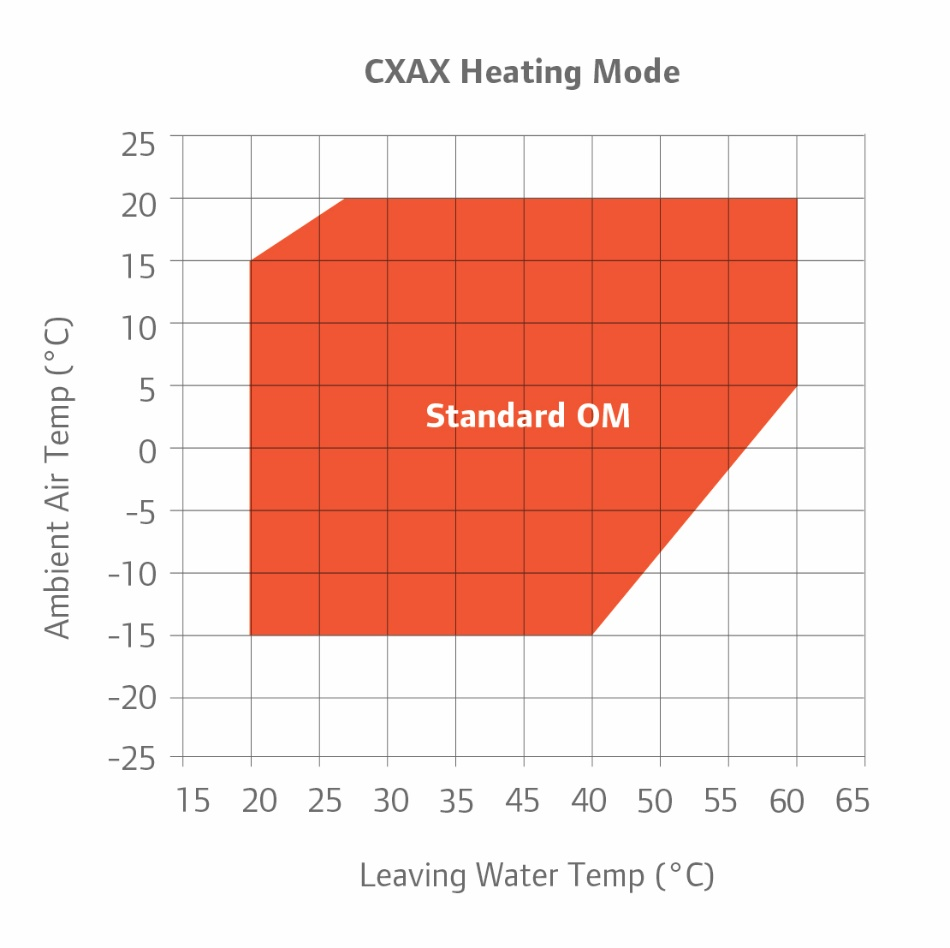 CXAX Heating Mode
25
20
15
10
5
0
-5
-10
-15
-20
-25
Ambient Air Temp (°C)
Standard OM
15 20 25 30 35 45 40 50 55 60 65
Leaving Water Temp (°C)